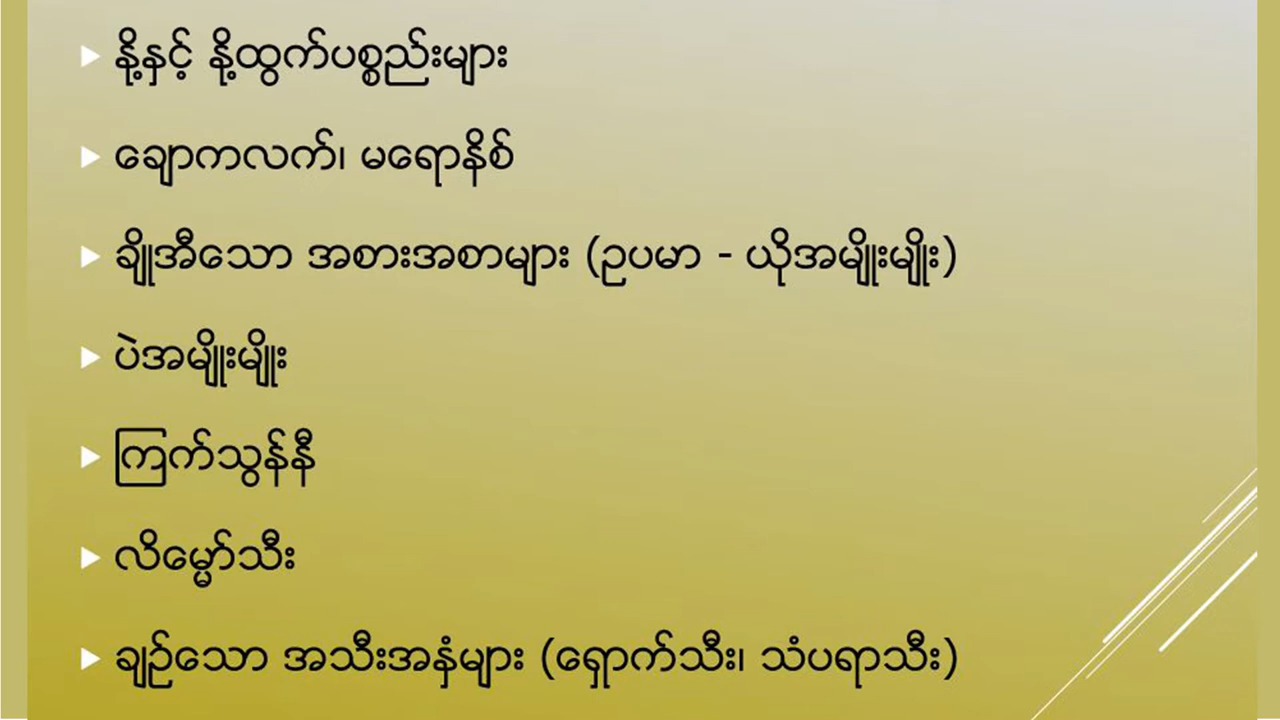 နို့နှင့် နို့ထွက်ပစ္စည်းများ
ချောကလက်၊ မရောနိစ်
ချိုအီသော အစားအစာများ (ဥပမာ - ယိုအမျိုးမျိုး)
ပဲအမျိုးမျိုး
ကြက်သွန်နီ
လိမ္မော်သီး
ချဉ်သော အသီးအနှံများ (ရှောက်သီး၊ သံပရာသီး)